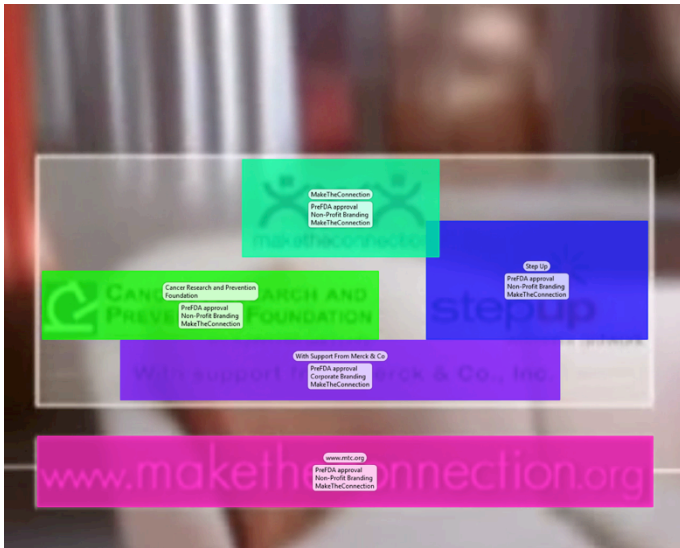 MakeTheConnection
PreFDA approval
Non-Profit Branding
MakeTheConnection
maketheconnection
Step Up
PreFDA approval
Non-Profit Branding
MakeTheConnection
stepup
Cancer Research and Prevention
Foundation
PreFDA approval
Non-Profit Branding
MakeTheConnection
CANCER RESEARCH AND
PREVENTION FOUNDATION
With Support From Merck & Co
PreFDA approval
Corporate Branding
MakeTheConnection
With support from Merck & Co., Inc.
www.mtc.org
PreFDA approval
Non-Profit Branding
MakeTheConnection
www.maketheconnection.org